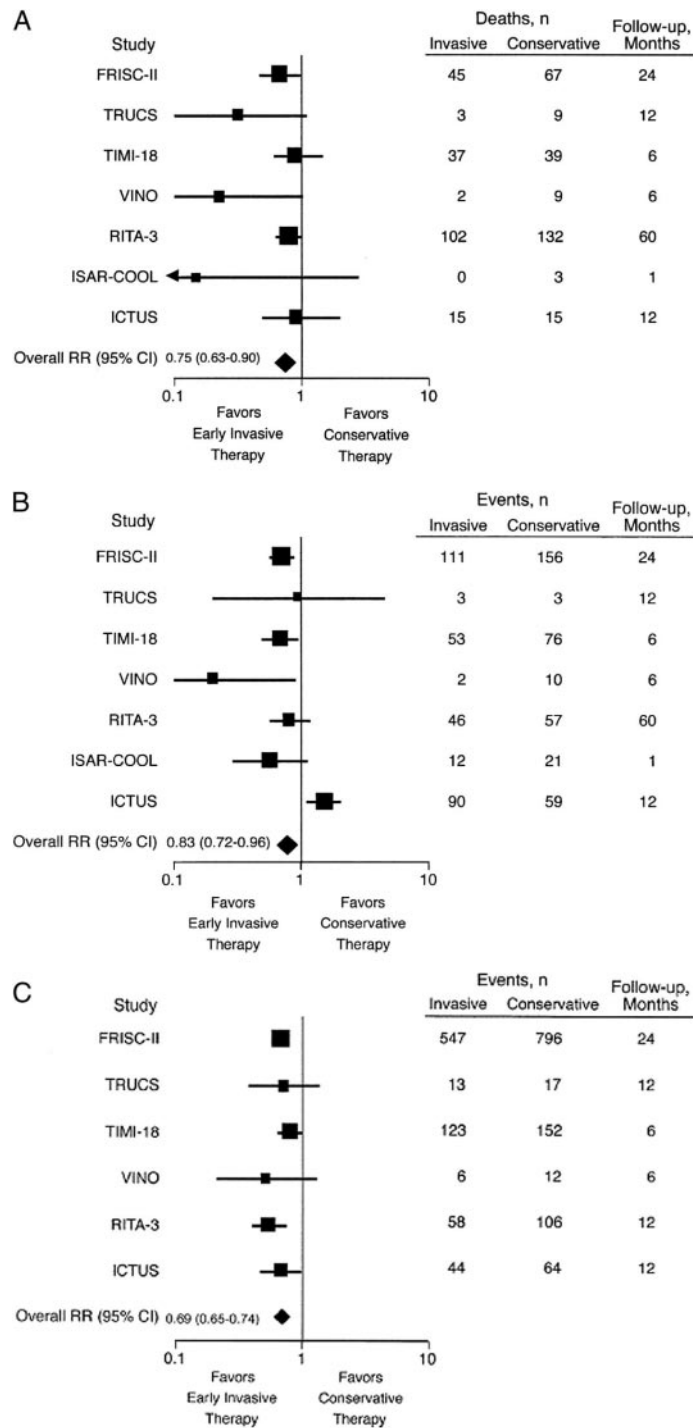 A
Deaths, n
Follow-up,
Study Invasive Conservative Months
FRISC-II 45 67 24
TRUCS 3 9 12
TIMI-18 37 39 6
VINO 2 9 6
RITA-3 102 132 60
ISAR-COOL 0 3 1
ICTUS 15 15 12
Overall RR (95% CI) 0.75 (0.63-0.90)
0.1 1 10
Favors Favors
Early Invasive Conservative
Therapy Therapy
B
Events, n
Follow-up,
Study Invasive Conservative Months
FRISC-II 111 156 24
TRUCS 3 3 12
TIMI-18 53 76 6
VINO 2 10 6
RITA-3 46 57 60
ISAR-COOL 12 21 1
ICTUS 90 59 12
Overall RR (95% CI) 0.83 (0.72-0.96)
0.1 1 10
Favors Favors
Early Invasive Conservative
Therapy Therapy
C
Events, n
Follow-up,
Study Invasive Conservative Months
FRISC-II 547 796 24
TRUCS 13 17 12
TIMI-18 123 152 6
VINO 6 12 6
RITA-3 58 106 12
ICTUS 44 64 12
Overall RR (95% CI) 0.69 (0.65-0.74)
0.1 1 10
Favors Favors
Early Invasive Conservative
Therapy Therapy